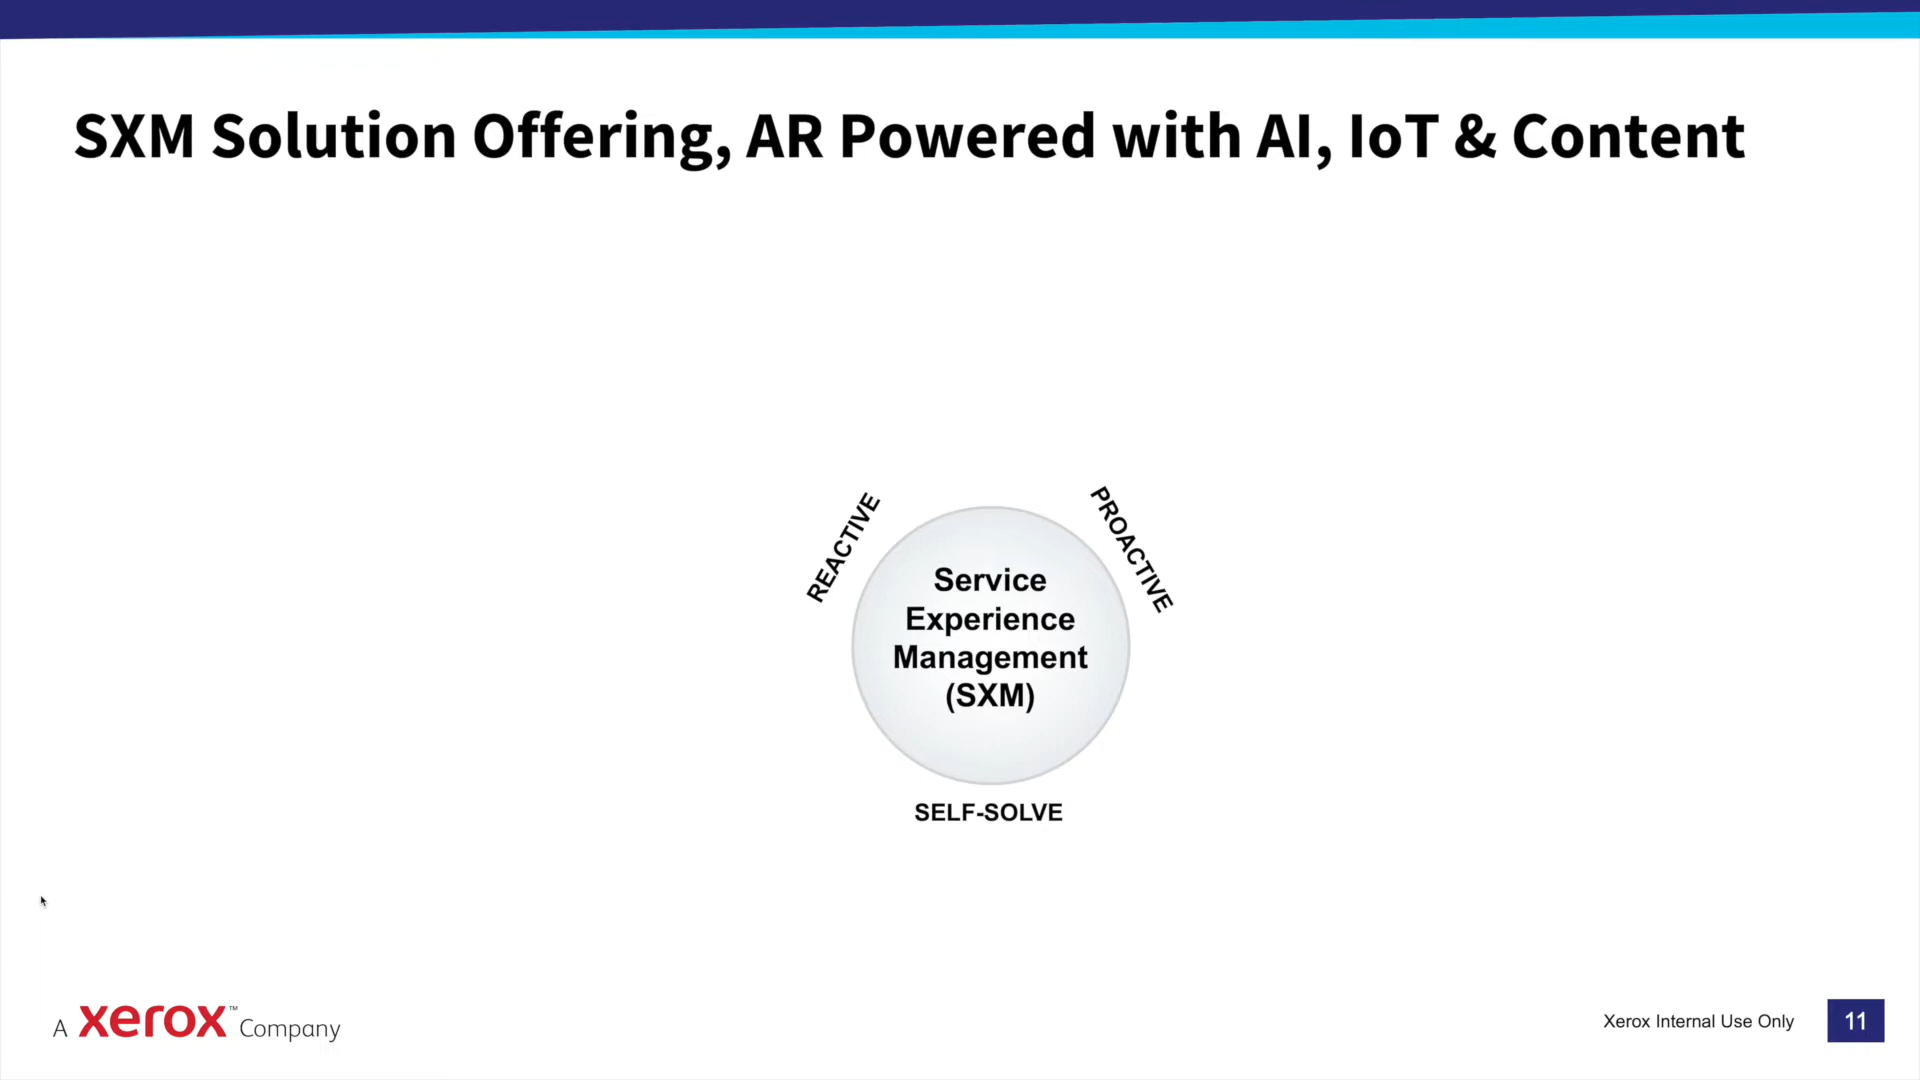 SXM Solution Offering, AR Powered with AI, IoT & Content
REACTIVE
PROACTIVE
Service
Experience
Management
(SXM)
SELF-SOLVE
A xerox™ Company
Xerox Internal Use Only
11